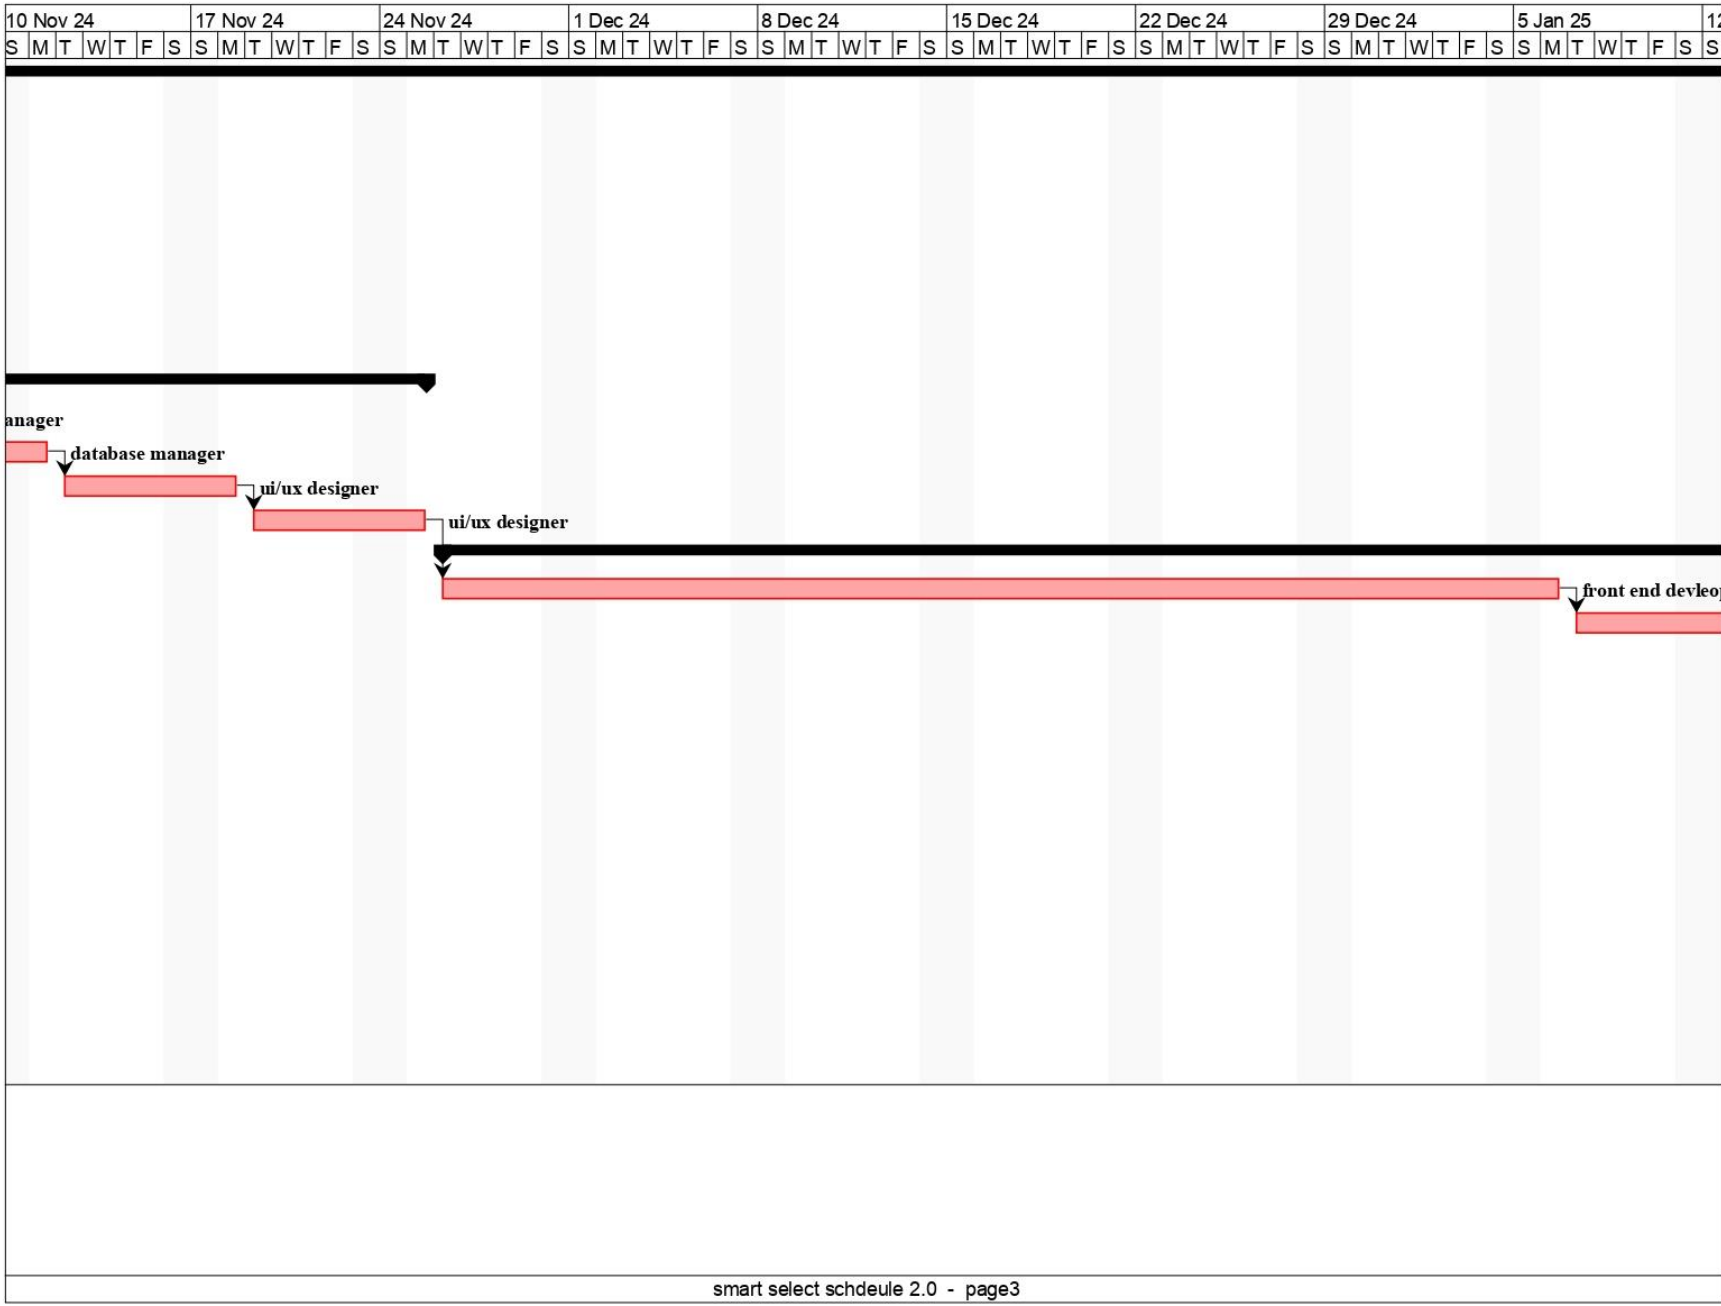 10 Nov 24 17 Nov 24 24 Nov 24 1 Dec 24 8 Dec 24 15 Dec 24 22 Dec 24 29 Dec 24 5 Jan 25 12
S M T W T F S S M T W T F S S M T W T F S S M T W T F S S M T W T F S S M T W T F S S M T W T F S S M T W T F S S M T W T F S S
anager
database manager
ui/ux designer
ui/ux designer
front end devleop
smart select schdeule 2.0 - page3